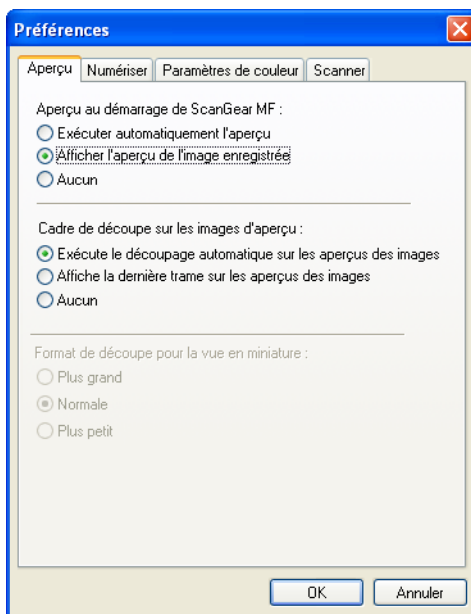 Préférences
Aperçu Numériser Paramètres de couleur Scanner
Aperçu au démarrage de ScanGear MF :
Exécuter automatiquement l'aperçu
Afficher l'aperçu de l'image enregistrée
Aucun
Cadre de découpe sur les images d'aperçu :
Exécute le découpage automatique sur les aperçus des images
Affiche la dernière trame sur les aperçus des images
Aucun
Format de découpe pour la vue en miniature :
Plus grand
Normale
Plus petit
OK Annuler